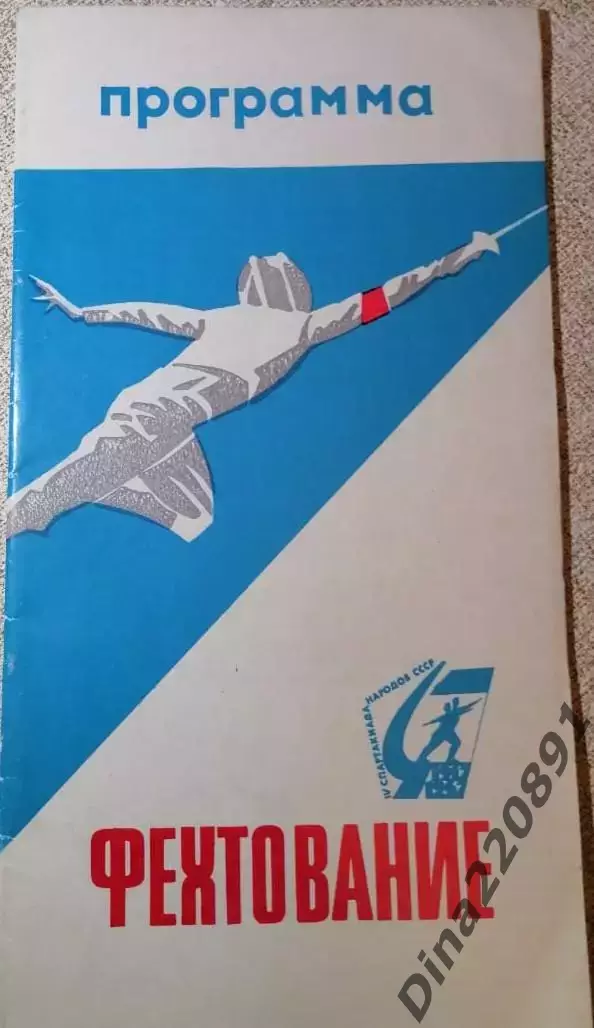 программа
IV СПАРТАКИАДА НАРОДОВ СССР
ФЕХТОВАНИЕ
Dina220891